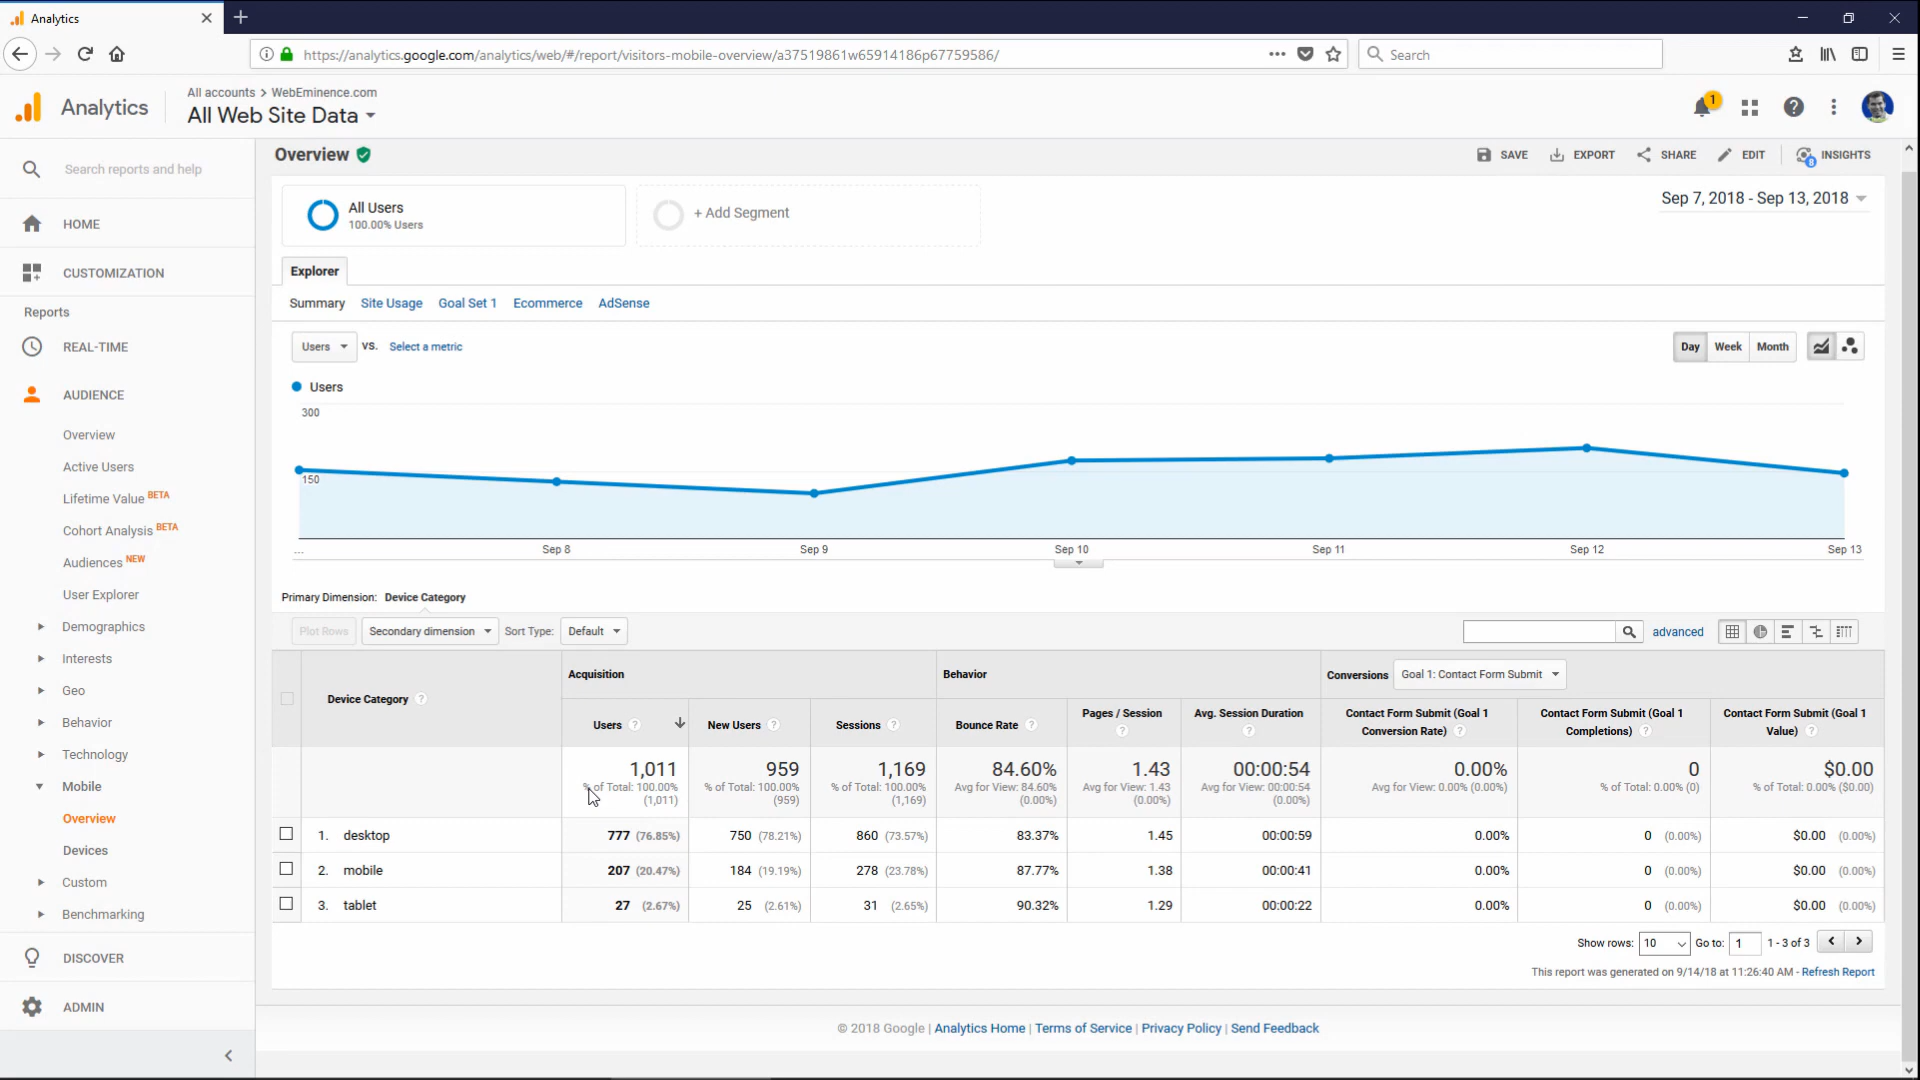 Analytics
https://analytics.google.com/analytics/web/#/report/visitors-mobile-overview/a37519861w65914186p67759586/
Search
Analytics
All accounts > WebEminence.com
All Web Site Data
1
Search reports and help
HOME
CUSTOMIZATION
Reports
REAL-TIME
AUDIENCE
Overview
Active Users
Lifetime Value BETA
Cohort Analysis BETA
Audiences NEW
User Explorer
Demographics
Interests
Geo
Behavior
Technology
Mobile
Overview
Devices
Custom
Benchmarking
DISCOVER
ADMIN
Overview
SAVE EXPORT SHARE EDIT 8 INSIGHTS
All Users
100.00% Users
+ Add Segment
Sep 7, 2018 - Sep 13, 2018
Explorer
Summary Site Usage Goal Set 1 Ecommerce AdSense
Users VS. Select a metric
Day Week Month
Users
300
150
... Sep 8 Sep 9 Sep 10 Sep 11 Sep 12 Sep 13
Primary Dimension: Device Category
Plot Rows Secondary dimension Sort Type: Default
advanced
Device Category ?
Acquisition Behavior Conversions Goal 1: Contact Form Submit
Users ? New Users ? Sessions ? Bounce Rate ? Pages / Session ? Avg. Session Duration ? Contact Form Submit (Goal 1 Conversion Rate) ? Contact Form Submit (Goal 1 Completions) ? Contact Form Submit (Goal 1 Value) ?
1,011 959 1,169 84.60% 1.43 00:00:54 0.00% 0 $0.00
% of Total: 100.00% % of Total: 100.00% % of Total: 100.00% Avg for View: 84.60% Avg for View: 1.43 Avg for View: 00:00:54 Avg for View: 0.00% (0.00%) % of Total: 0.00% (0) % of Total: 0.00% ($0.00)
(1,011) (959) (1,169) (0.00%) (0.00%) (0.00%)
1. desktop 777 (76.85%) 750 (78.21%) 860 (73.57%) 83.37% 1.45 00:00:59 0.00% 0 (0.00%) $0.00 (0.00%)
2. mobile 207 (20.47%) 184 (19.19%) 278 (23.78%) 87.77% 1.38 00:00:41 0.00% 0 (0.00%) $0.00 (0.00%)
3. tablet 27 (2.67%) 25 (2.61%) 31 (2.65%) 90.32% 1.29 00:00:22 0.00% 0 (0.00%) $0.00 (0.00%)
Show rows: 10 Go to: 1 1 - 3 of 3
This report was generated on 9/14/18 at 11:26:40 AM - Refresh Report
© 2018 Google | Analytics Home | Terms of Service | Privacy Policy | Send Feedback